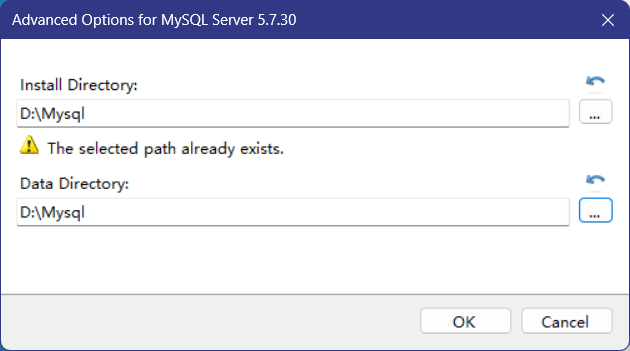 Advanced Options for MySQL Server 5.7.30
Install Directory:
D:\Mysql
...
The selected path already exists.
Data Directory:
D:\Mysql
...
OK
Cancel